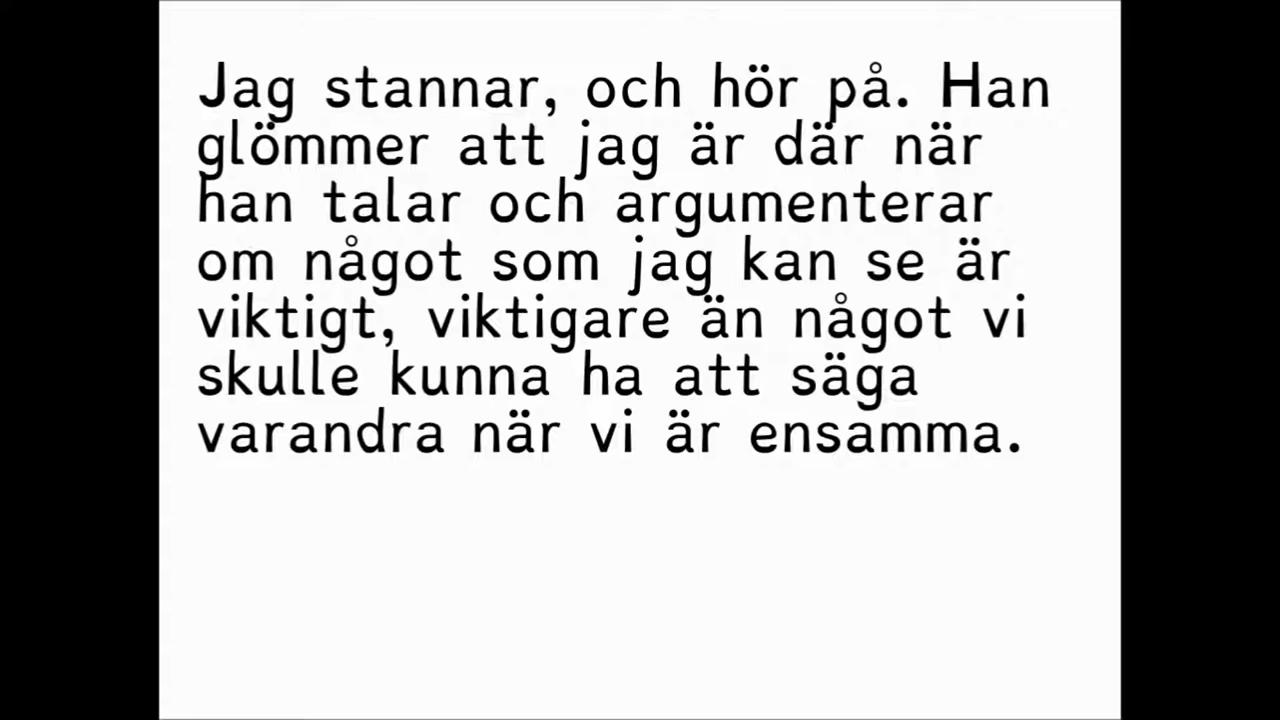 Jag stannar, och hör på. Han
glömmer att jag är där när
han talar och argumenterar
om något som jag kan se är
viktigt, viktigare än något vi
skulle kunna ha att säga
varandra när vi är ensamma.